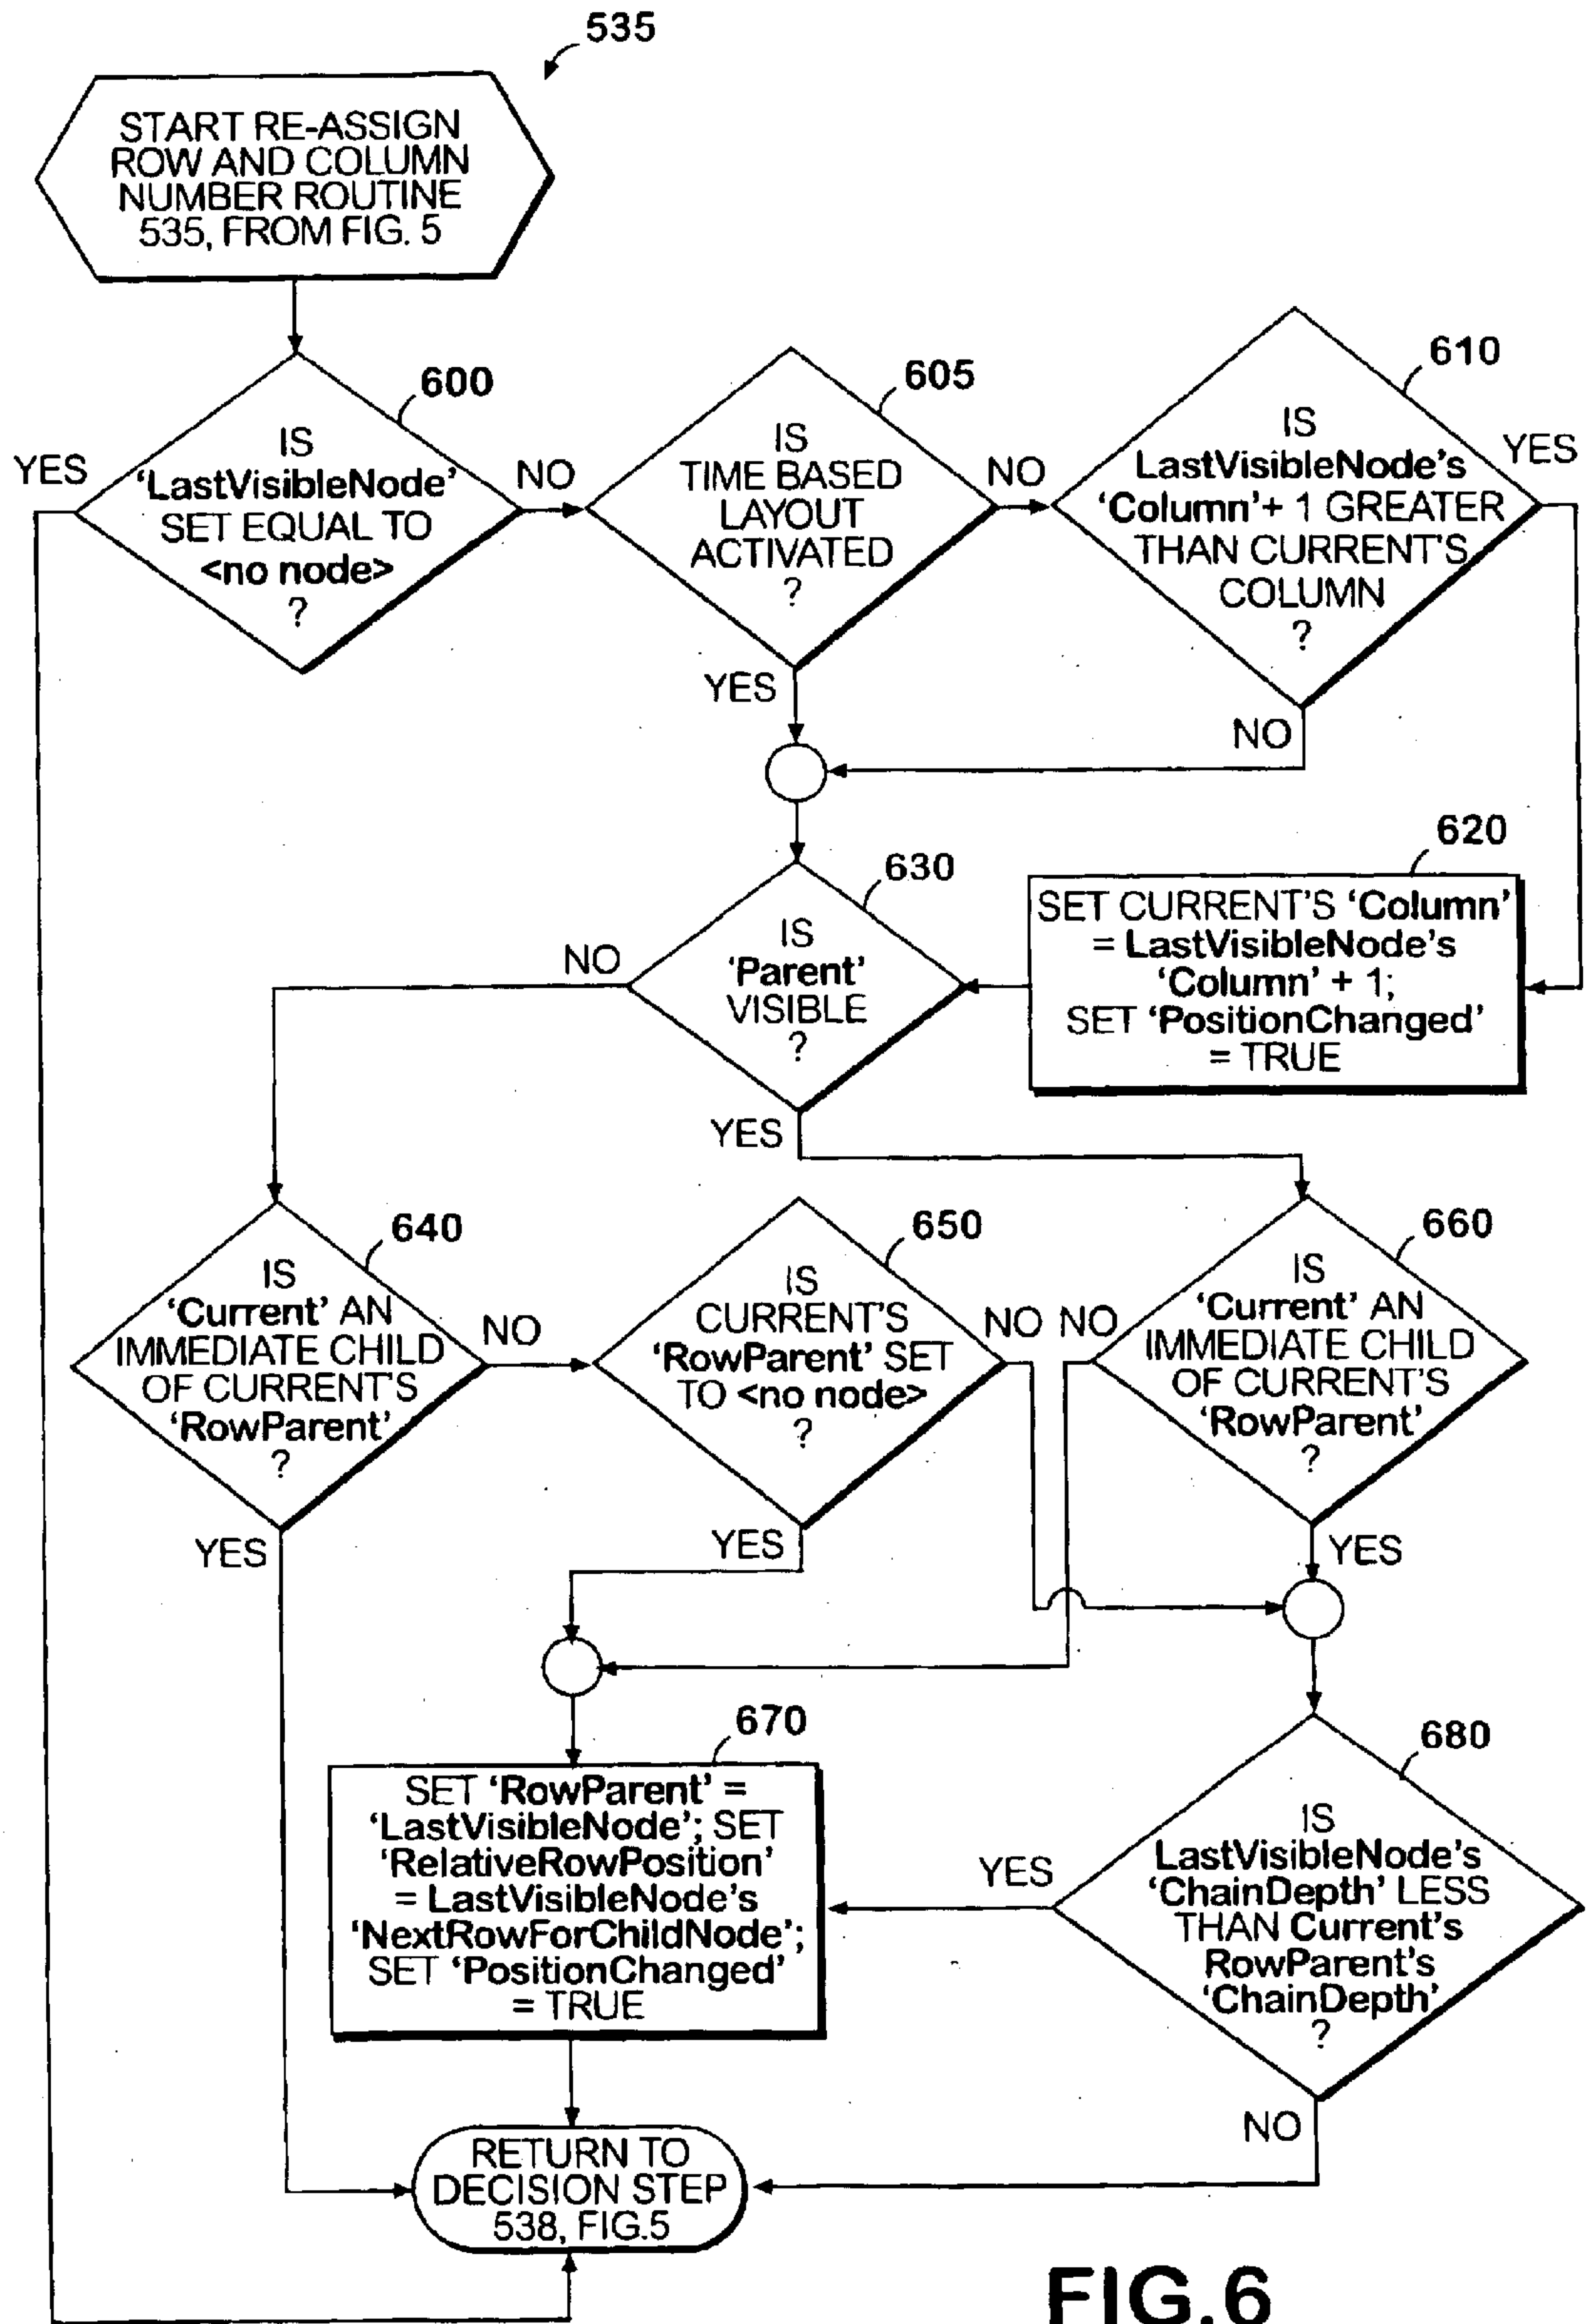 535
START RE-ASSIGN
ROW AND COLUMN
NUMBER ROUTINE
535, FROM FIG. 5
600
IS
'LastVisibleNode'
SET EQUAL TO
<no node>
?
YES
NO
605
IS
TIME BASED
LAYOUT
ACTIVATED
?
NO
YES
610
IS
LastVisibleNode's
'Column'+ 1 GREATER
THAN CURRENT'S
COLUMN
?
YES
NO
620
SET CURRENT'S 'Column'
= LastVisibleNode's
'Column' + 1;
SET 'PositionChanged'
= TRUE
630
IS
'Parent'
VISIBLE
?
NO
YES
640
IS
'Current' AN
IMMEDIATE CHILD
OF CURRENT'S
'RowParent'
?
NO
YES
650
IS
CURRENT'S
'RowParent' SET
TO <no node>
?
NO
YES
660
IS
'Current' AN
IMMEDIATE CHILD
OF CURRENT'S
'RowParent'
?
NO
YES
670
SET 'RowParent' =
'LastVisibleNode'; SET
'RelativeRowPosition'
= LastVisibleNode's
'NextRowForChildNode';
SET 'PositionChanged'
= TRUE
680
IS
LastVisibleNode's
'ChainDepth' LESS
THAN Current's
RowParent's
'ChainDepth'
?
YES
NO
RETURN TO
DECISION STEP
538, FIG.5
FIG.6